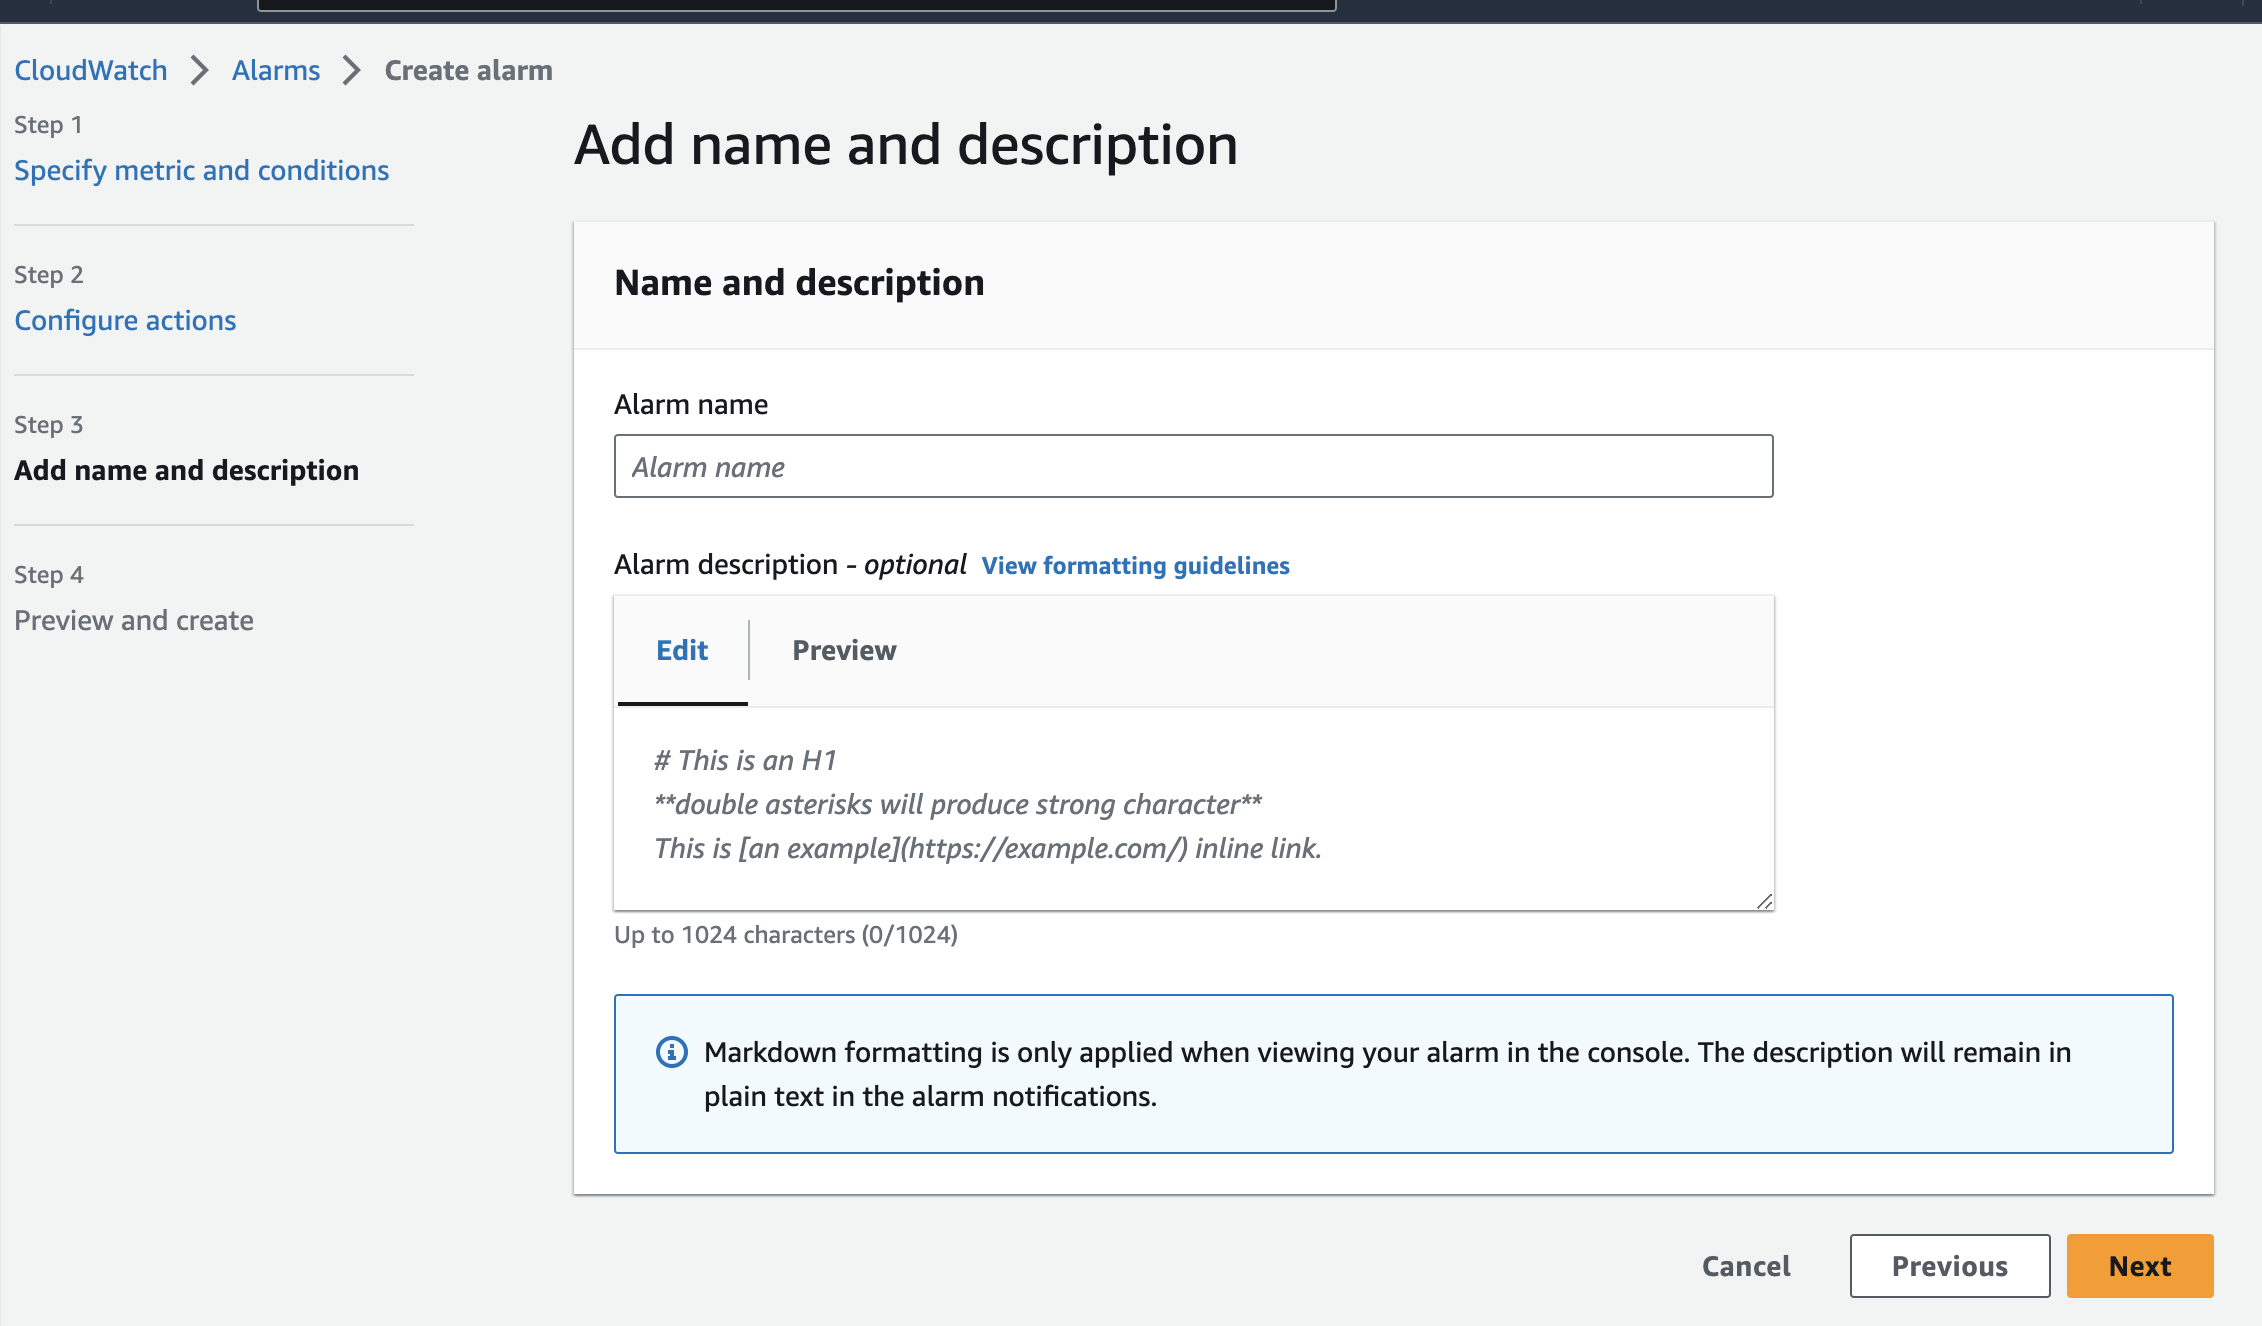 CloudWatch > Alarms > Create alarm
Step 1
Specify metric and conditions
Step 2
Configure actions
Step 3
Add name and description
Step 4
Preview and create
Add name and description
Name and description
Alarm name
Alarm name
Alarm description - optional View formatting guidelines
Edit Preview
# This is an H1
**double asterisks will produce strong character**
This is [an example](https://example.com/) inline link.
Up to 1024 characters (0/1024)
Markdown formatting is only applied when viewing your alarm in the console. The description will remain in
plain text in the alarm notifications.
Cancel Previous Next